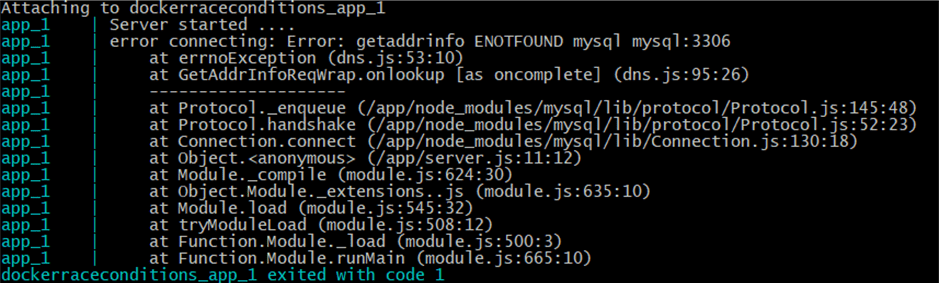 Attaching to dockerraceconditions_app_1
app_1    | Server started ....
app_1    | error connecting: Error: getaddrinfo ENOTFOUND mysql mysql:3306
app_1    |     at errnoException (dns.js:53:10)
app_1    |     at GetAddrInfoReqWrap.onlookup [as oncomplete] (dns.js:95:26)
app_1    |     --------------------
app_1    |     at Protocol._enqueue (/app/node_modules/mysql/lib/protocol/Protocol.js:145:48)
app_1    |     at Protocol.handshake (/app/node_modules/mysql/lib/protocol/Protocol.js:52:23)
app_1    |     at Connection.connect (/app/node_modules/mysql/lib/Connection.js:130:18)
app_1    |     at Object.<anonymous> (/app/server.js:11:12)
app_1    |     at Module._compile (module.js:624:30)
app_1    |     at Object.Module._extensions..js (module.js:635:10)
app_1    |     at Module.load (module.js:545:32)
app_1    |     at tryModuleLoad (module.js:508:12)
app_1    |     at Function.Module._load (module.js:500:3)
app_1    |     at Function.Module.runMain (module.js:665:10)
dockerraceconditions_app_1 exited with code 1